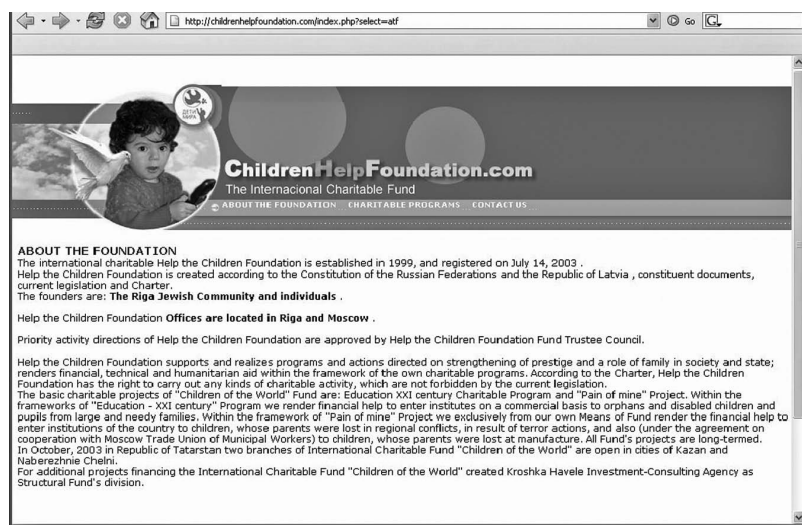 http://childrenhelpfoundation.com/index.php?select=atf
Go
G
ДЕТИ
МИРА
ChildrenHelpFoundation.com
The Internacional Charitable Fund
ABOUT THE FOUNDATION CHARITABLE PROGRAMS CONTACT US
ABOUT THE FOUNDATION
The international charitable Help the Children Foundation is established in 1999, and registered on July 14, 2003 .
Help the Children Foundation is created according to the Constitution of the Russian Federations and the Republic of Latvia , constituent documents,
current legislation and Charter.
The founders are: The Riga Jewish Community and individuals .
Help the Children Foundation Offices are located in Riga and Moscow .
Priority activity directions of Help the Children Foundation are approved by Help the Children Foundation Fund Trustee Council.
Help the Children Foundation supports and realizes programs and actions directed on strengthening of prestige and a role of family in society and state;
renders financial, technical and humanitarian aid within the framework of the own charitable programs. According to the Charter, Help the Children
Foundation has the right to carry out any kinds of charitable activity, which are not forbidden by the current legislation.
The basic charitable projects of "Children of the World" Fund are: Education XXI century Charitable Program and "Pain of mine" Project. Within the
frameworks of "Education - XXI century" Program we render financial help to enter institutes on a commercial basis to orphans and disabled children and
pupils from large and needy families. Within the framework of "Pain of mine" Project we exclusively from our own Means of Fund render the financial help to
enter institutions of the country to children, whose parents were lost in regional conflicts, in result of terror actions, and also (under the agreement on
cooperation with Moscow Trade Union of Municipal Workers) to children, whose parents were lost at manufacture. All Fund's projects are long-termed.
In October, 2003 in Republic of Tatarstan two branches of International Charitable Fund "Children of the World" are open in cities of Kazan and
Naberezhnie Chelni.
For additional projects financing the International Charitable Fund "Children of the World" created Kroshka Havele Investment-Consulting Agency as
Structural Fund's division.